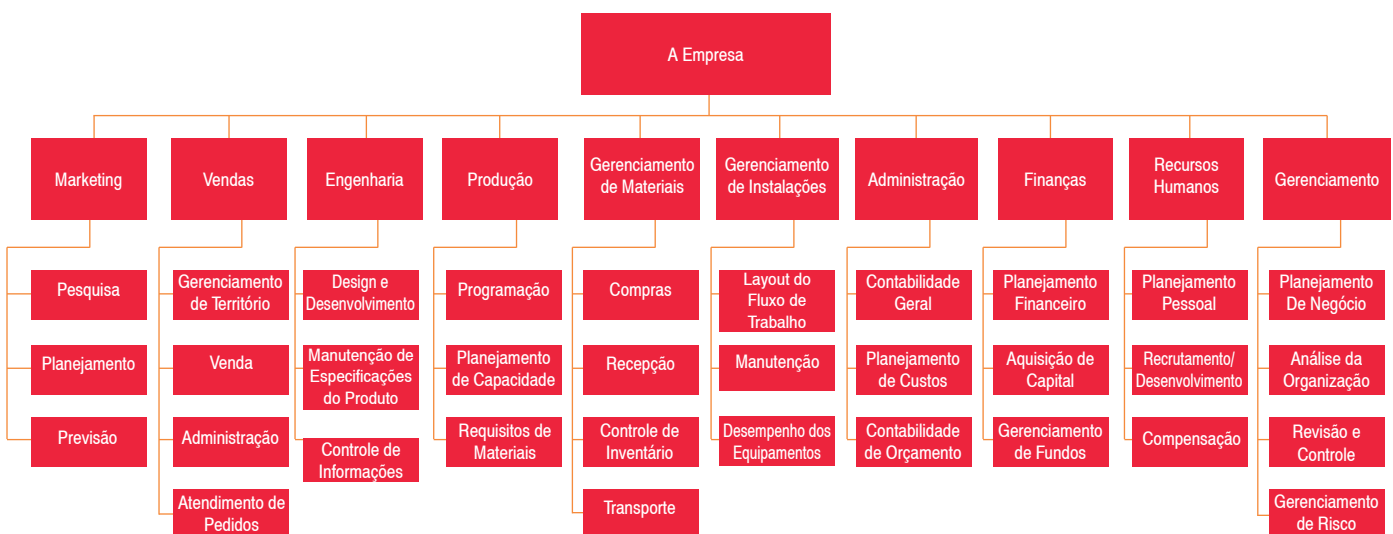 A Empresa
Marketing
Vendas
Engenharia
Produção
Gerenciamento
de Materiais
Gerenciamento
de Instalações
Administração
Finanças
Recursos
Humanos
Gerenciamento
Pesquisa
Planejamento
Previsão
Gerenciamento
de Território
Venda
Administração
Atendimento de
Pedidos
Design e
Desenvolvimento
Manutenção de
Especificações
do Produto
Controle de
Informações
Programação
Planejamento
de Capacidade
Requisitos de
Materiais
Compras
Recepção
Controle de
Inventário
Transporte
Layout do
Fluxo de
Trabalho
Manutenção
Desempenho dos
Equipamentos
Contabilidade
Geral
Planejamento
de Custos
Contabilidade
de Orçamento
Planejamento
Financeiro
Aquisição de
Capital
Gerenciamento
de Fundos
Planejamento
Pessoal
Recrutamento/
Desenvolvimento
Compensação
Planejamento
De Negócio
Análise da
Organização
Revisão e
Controle
Gerenciamento
de Risco